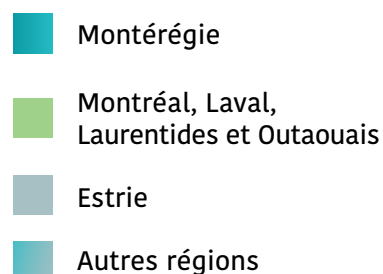 Montérégie
Montréal, Laval,
Laurentides et Outaouais
Estrie
Autres régions